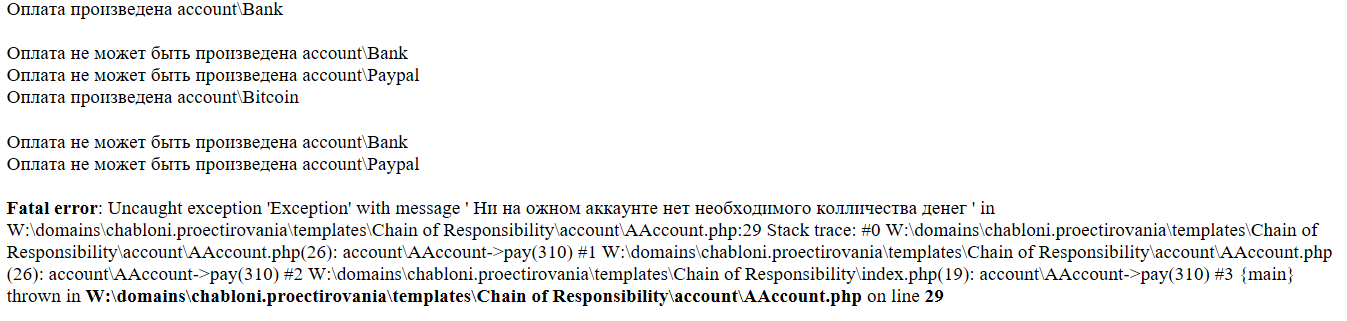 Оплата произведена account\Bank
Оплата не может быть произведена account\Bank
Оплата не может быть произведена account\Paypal
Оплата произведена account\Bitcoin
Оплата не может быть произведена account\Bank
Оплата не может быть произведена account\Paypal
Fatal error: Uncaught exception 'Exception' with message ' Ни на ожном аккаунте нет необходимого колличества денег ' in
W:\domains\chabloni.proectirovania\templates\Chain of Responsibility\account\AAccount.php:29 Stack trace: #0 W:\domains\chabloni.proectirovania\templates\Chain of
Responsibility\account\AAccount.php(26): account\AAccount->pay(310) #1 W:\domains\chabloni.proectirovania\templates\Chain of Responsibility\account\AAccount.php
(26): account\AAccount->pay(310) #2 W:\domains\chabloni.proectirovania\templates\Chain of Responsibility\index.php(19): account\AAccount->pay(310) #3 {main}
thrown in W:\domains\chabloni.proectirovania\templates\Chain of Responsibility\account\AAccount.php on line 29